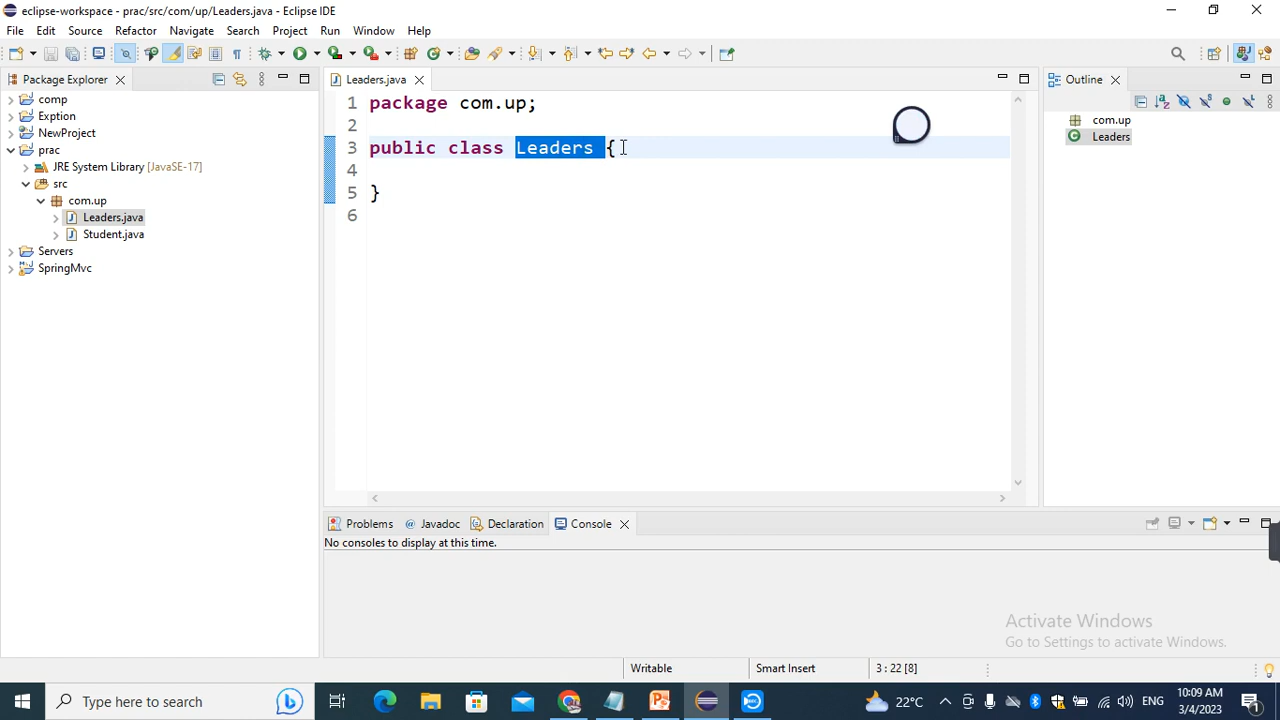 eclipse-workspace - prac/src/com/up/Leaders.java - Eclipse IDE
File Edit Source Refactor Navigate Search Project Run Window Help
Package Explorer
comp
Exption
NewProject
prac
JRE System Library [JavaSE-17]
src
com.up
Leaders.java
Student.java
Servers
SpringMvc
Leaders.java
1 package com.up;
2
3 public class Leaders {
4
5 }
6
Outline
com.up
Leaders
Problems @ Javadoc Declaration Console
No consoles to display at this time.
Activate Windows
Go to Settings to activate Windows.
Writable Smart Insert 3 : 22 [8]
Type here to search
22°C ENG
10:09 AM
3/4/2023